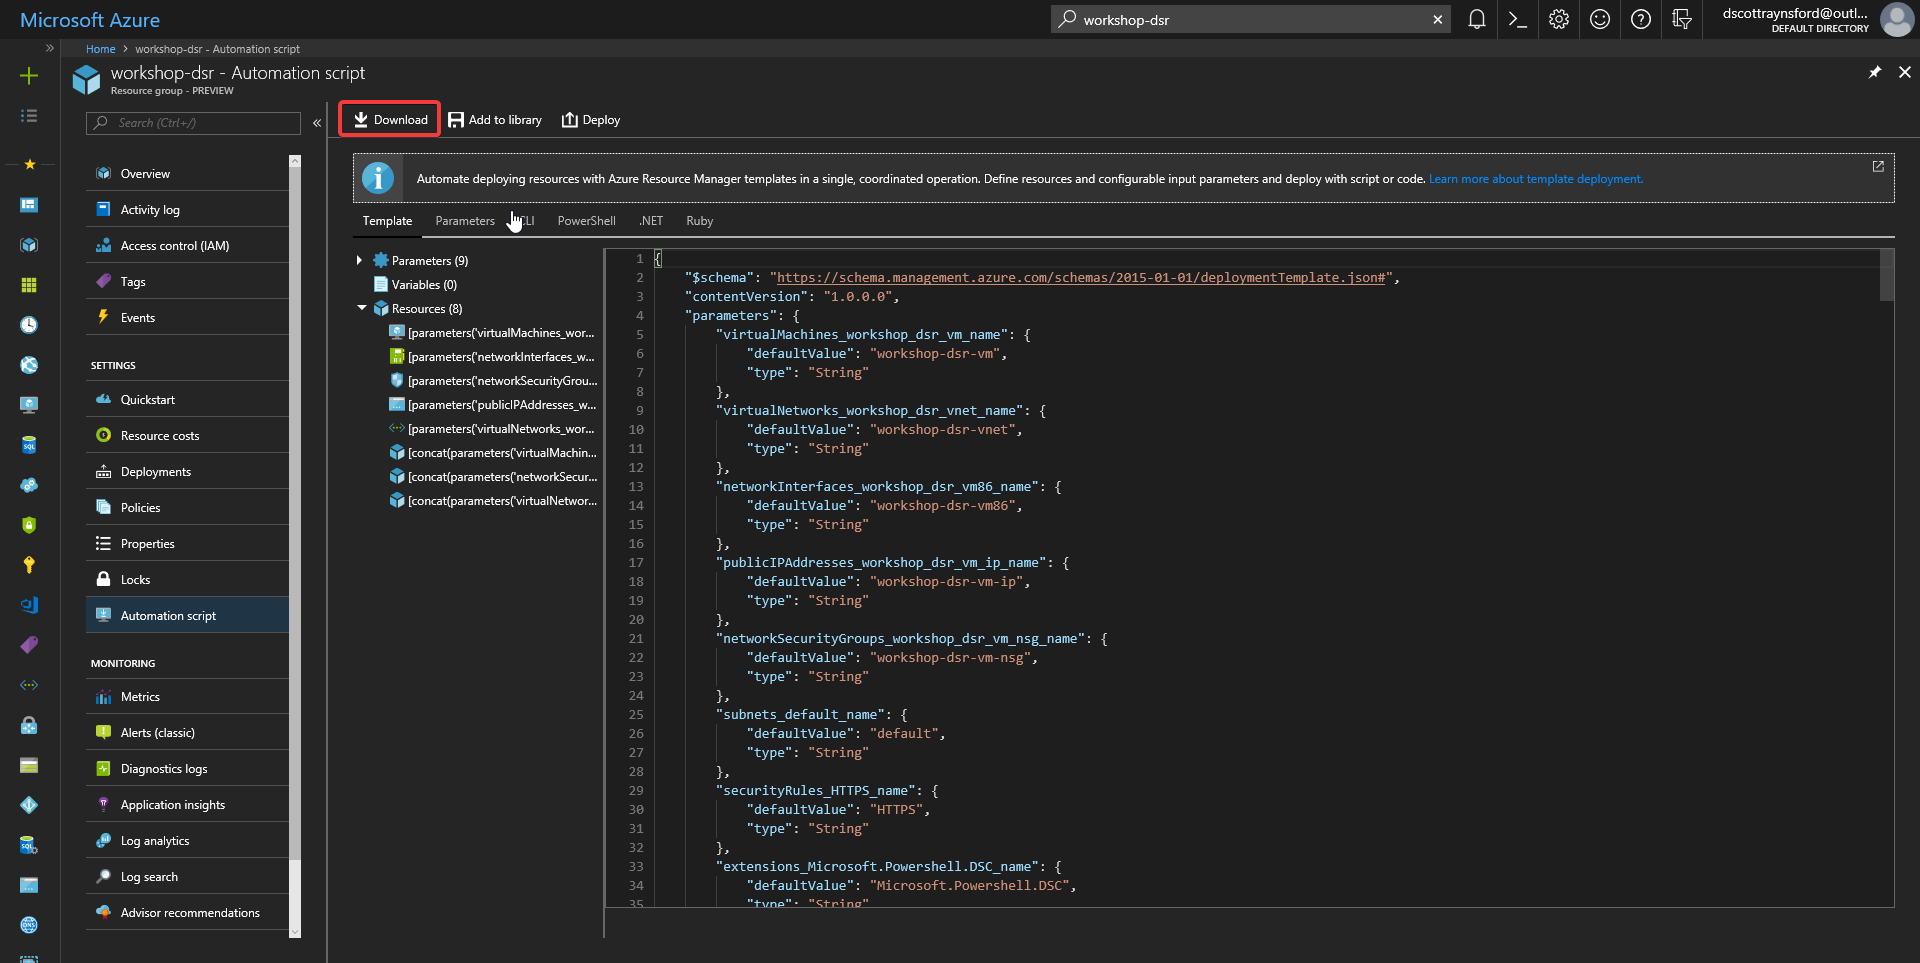 Microsoft Azure
workshop-dsr
dscottraynsford@outl...
DEFAULT DIRECTORY
Home > workshop-dsr - Automation script
workshop-dsr - Automation script
Resource group - PREVIEW
Search (Ctrl+/)
Download
Add to library
Deploy
Overview
Activity log
Access control (IAM)
Tags
Events
SETTINGS
Quickstart
Resource costs
Deployments
Policies
Properties
Locks
Automation script
MONITORING
Metrics
Alerts (classic)
Diagnostics logs
Application insights
Log analytics
Log search
Advisor recommendations
Automate deploying resources with Azure Resource Manager templates in a single, coordinated operation. Define resources and configurable input parameters and deploy with script or code. Learn more about template deployment.
Template Parameters CLI PowerShell .NET Ruby
Parameters (9)
Variables (0)
Resources (8)
[parameters('virtualMachines_wor...
[parameters('networkInterfaces_w...
[parameters('networkSecurityGrou...
[parameters('publicIPAddresses_w...
[parameters('virtualNetworks_wor...
[concat(parameters('virtualMachin...
[concat(parameters('networkSecur...
[concat(parameters('virtualNetwor...
1 {
2 "$schema": "https://schema.management.azure.com/schemas/2015-01-01/deploymentTemplate.json#",
3 "contentVersion": "1.0.0.0",
4 "parameters": {
5 "virtualMachines_workshop_dsr_vm_name": {
6 "defaultValue": "workshop-dsr-vm",
7 "type": "String"
8 },
9 "virtualNetworks_workshop_dsr_vnet_name": {
10 "defaultValue": "workshop-dsr-vnet",
11 "type": "String"
12 },
13 "networkInterfaces_workshop_dsr_vm86_name": {
14 "defaultValue": "workshop-dsr-vm86",
15 "type": "String"
16 },
17 "publicIPAddresses_workshop_dsr_vm_ip_name": {
18 "defaultValue": "workshop-dsr-vm-ip",
19 "type": "String"
20 },
21 "networkSecurityGroups_workshop_dsr_vm_nsg_name": {
22 "defaultValue": "workshop-dsr-vm-nsg",
23 "type": "String"
24 },
25 "subnets_default_name": {
26 "defaultValue": "default",
27 "type": "String"
28 },
29 "securityRules_HTTPS_name": {
30 "defaultValue": "HTTPS",
31 "type": "String"
32 },
33 "extensions_Microsoft.Powershell.DSC_name": {
34 "defaultValue": "Microsoft.Powershell.DSC",
35 "type": "String"